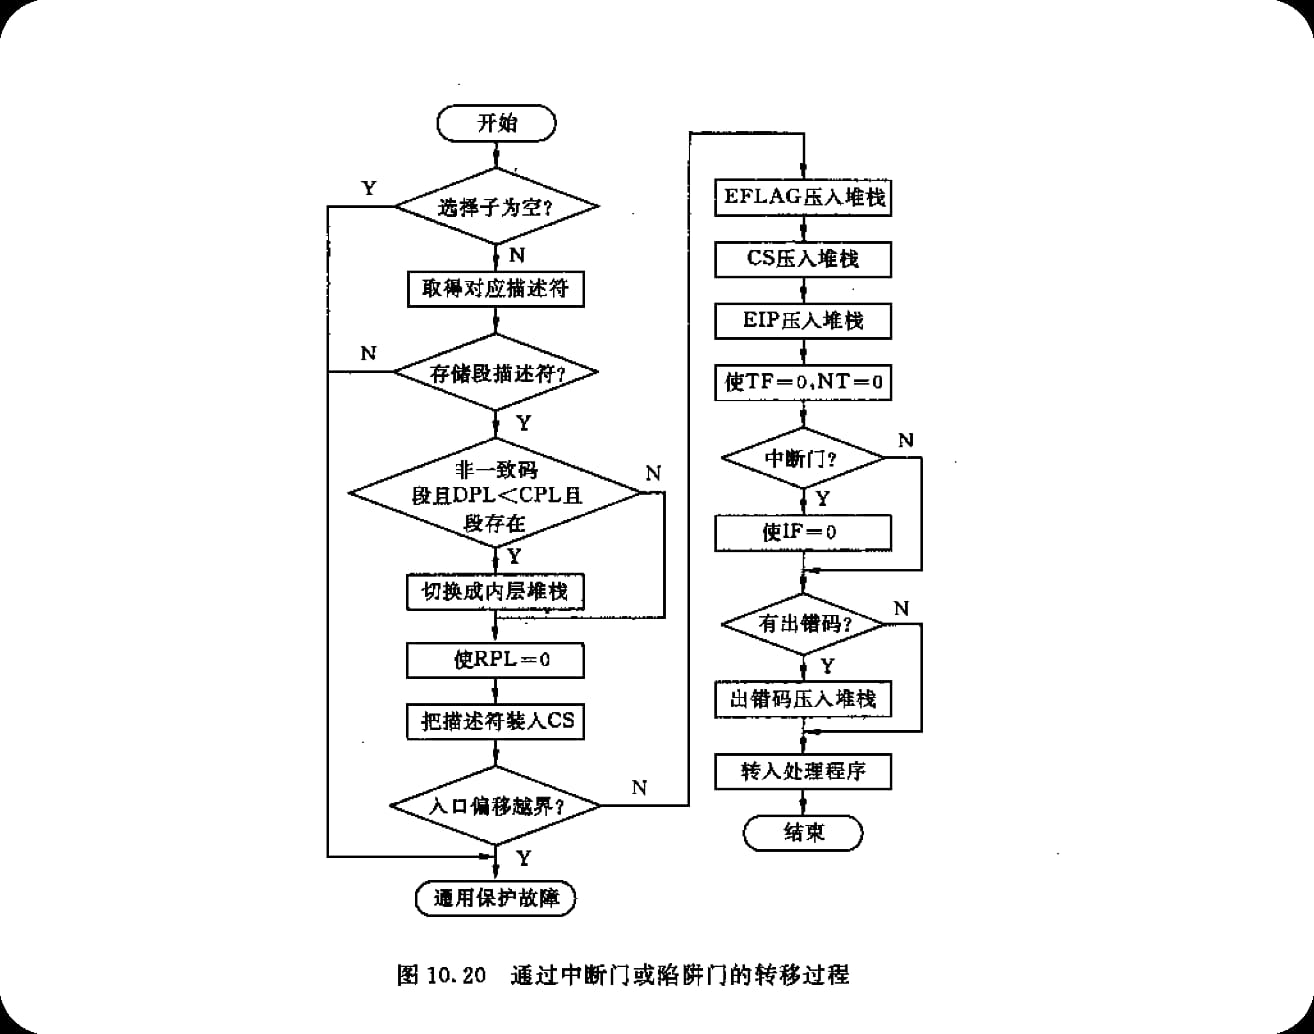 开始
Y
选择子为空?
N
取得对应描述符
N
存储段描述符?
Y
非一致码
段且DPL<CPL且
段存在
N
Y
切换成内层堆栈
使RPL=0
把描述符装入CS
入口偏移越界?
N
Y
通用保护故障
EFLAG压入堆栈
CS压入堆栈
EIP压入堆栈
使TF=0,NT=0
中断门?
N
Y
使IF=0
有出错码?
N
Y
出错码压入堆栈
转入处理程序
结束
图10.20 通过中断门或陷阱门的转移过程